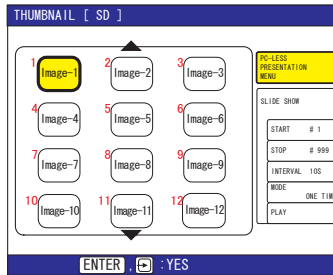 THUMBNAIL [ SD ]
1 Image-1
2 Image-2
3 Image-3
4 Image-4
5 Image-5
6 Image-6
7 Image-7
8 Image-8
9 Image-9
10 Image-10
11 Image-11
12 Image-12
PC-LESS
PRESENTATION
MENU
SLIDE SHOW
START # 1
STOP # 999
INTERVAL 10S
MODE
ONE TIM
PLAY
ENTER , :YES